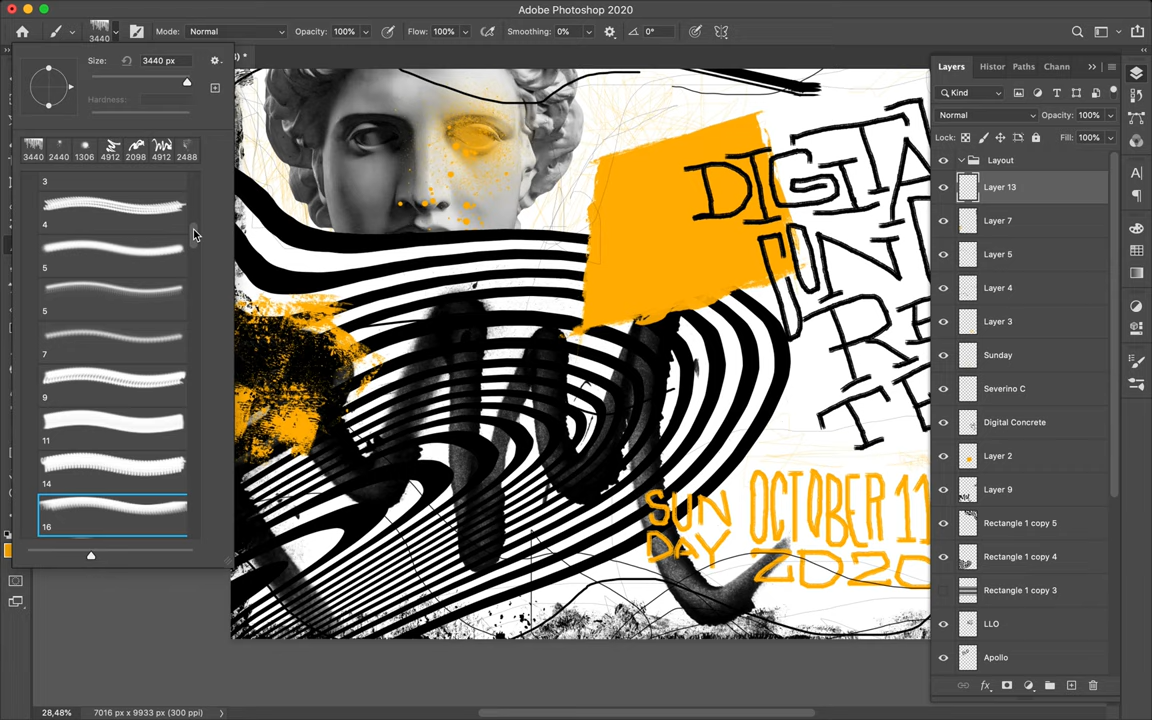 Adobe Photoshop 2020
3440
Mode: Normal
Opacity: 100%
Flow: 100%
Smoothing: 0%
0°
Size: 3440 px
Hardness:
3440 2440 1306 4912 2098 4912 2488
3
4
5
5
7
9
11
14
16
DIGITA
CON
RE
TE
SUN
DAY
OCTOBER 11
2020
Layers Histor Paths Chann
Kind
Normal
Opacity: 100%
Lock:
Fill: 100%
Layout
Layer 13
Layer 7
Layer 5
Layer 4
Layer 3
Sunday
Severino C
Digital Concrete
Layer 2
Layer 9
Rectangle 1 copy 5
Rectangle 1 copy 4
Rectangle 1 copy 3
LLO
Apollo
fx
28,48%
7016 px x 9933 px (300 ppi)